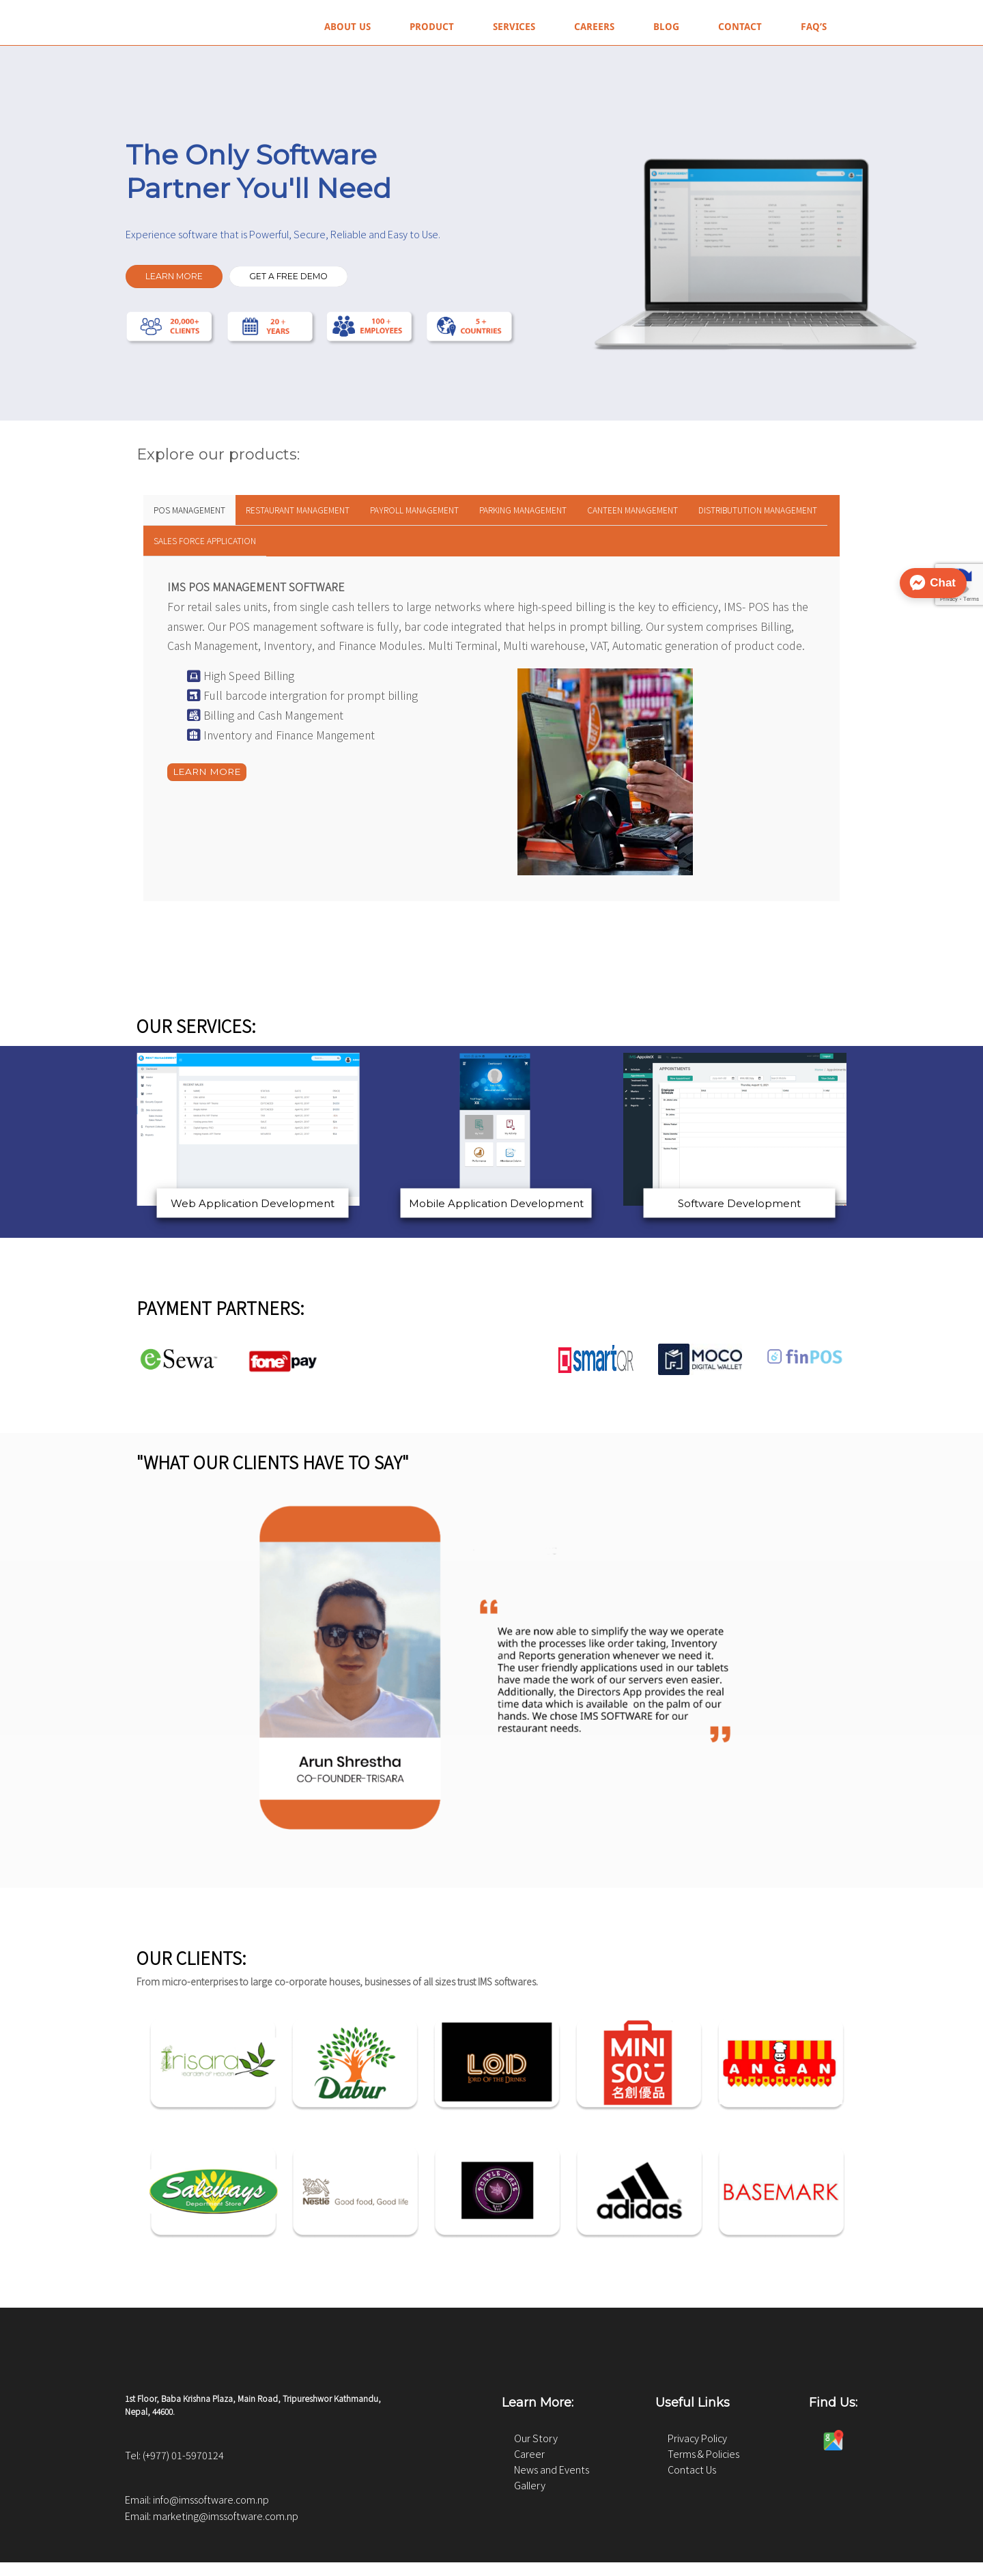 ABOUT US
PRODUCT
SERVICES
CAREERS
BLOG
CONTACT
FAQ'S
The Only Software
Partner You'll Need
Experience software that is Powerful, Secure, Reliable and Easy to Use.
LEARN MORE
GET A FREE DEMO
20,000+
CLIENTS
20 +
YEARS
100 +
EMPLOYEES
5 +
COUNTRIES
Explore our products:
POS MANAGEMENT
RESTAURANT MANAGEMENT
PAYROLL MANAGEMENT
PARKING MANAGEMENT
CANTEEN MANAGEMENT
DISTRIBUTUTION MANAGEMENT
SALES FORCE APPLICATION
Chat
Privacy - Terms
IMS POS MANAGEMENT SOFTWARE
For retail sales units, from single cash tellers to large networks where high-speed billing is the key to efficiency, IMS- POS has the
answer. Our POS management software is fully, bar code integrated that helps in prompt billing. Our system comprises Billing,
Cash Management, Inventory, and Finance Modules. Multi Terminal, Multi warehouse, VAT, Automatic generation of product code.
High Speed Billing
Full barcode intergration for prompt billing
Billing and Cash Mangement
Inventory and Finance Mangement
LEARN MORE
OUR SERVICES:
APPOINTMENTS
Web Application Development
Mobile Application Development
Software Development
PAYMENT PARTNERS:
e-Sewa
fonepay
smartQR
MOCO
DIGITAL WALLET
finPOS
"WHAT OUR CLIENTS HAVE TO SAY"
We are now able to simplify the way we operate
with the processes like order taking, Inventory
and Reports generation whenever we need it.
The user friendly applications used in our tablets
have made the work of our servers even easier.
Additionally, the Directors App provides the real
time data which is available on the palm of our
hands. We chose IMS SOFTWARE for our
restaurant needs.
Arun Shrestha
CO-FOUNDER-TRISARA
OUR CLIENTS:
From micro-enterprises to large co-orporate houses, businesses of all sizes trust IMS softwares.
Trisara
GARDEN OF HEAVEN
Dabur
LOD
LORD OF THE DRINKS
MINI
SO
名創優品
ANGAN
Saleways
Department Store
Nestlé
Good food, Good life
PURPLE HAZE
adidas
BASEMARK
1st Floor, Baba Krishna Plaza, Main Road, Tripureshwor Kathmandu,
Nepal, 44600.
Tel: (+977) 01-5970124
Email: info@imssoftware.com.np
Email: marketing@imssoftware.com.np
Learn More:
Our Story
Career
News and Events
Gallery
Useful Links
Privacy Policy
Terms & Policies
Contact Us
Find Us: